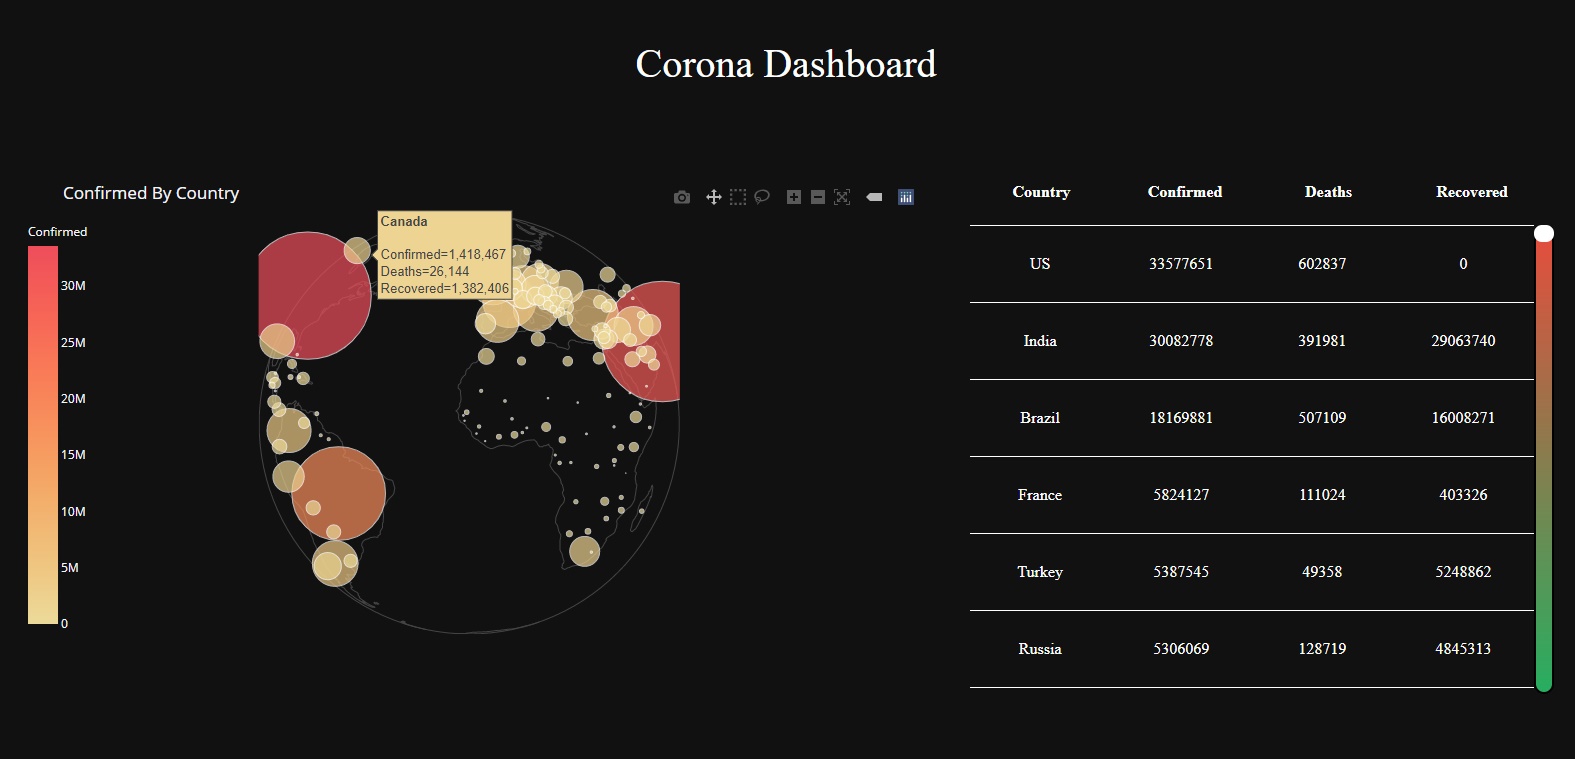 Corona Dashboard
Confirmed By Country
Confirmed
30M
25M
20M
15M
10M
5M
0
Canada
Confirmed=1,418,467
Deaths=26,144
Recovered=1,382,406
Country Confirmed Deaths Recovered
US 33577651 602837 0
India 30082778 391981 29063740
Brazil 18169881 507109 16008271
France 5824127 111024 403326
Turkey 5387545 49358 5248862
Russia 5306069 128719 4845313